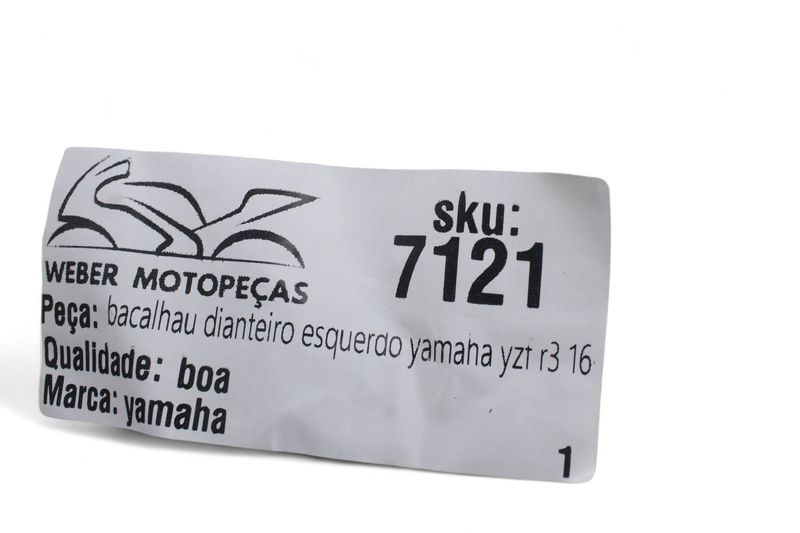 WEBER MOTOPEÇAS
sku:
7121
Peça: bacalhau dianteiro esquerdo yamaha yzf r3 16
Qualidade: boa
Marca: yamaha
1